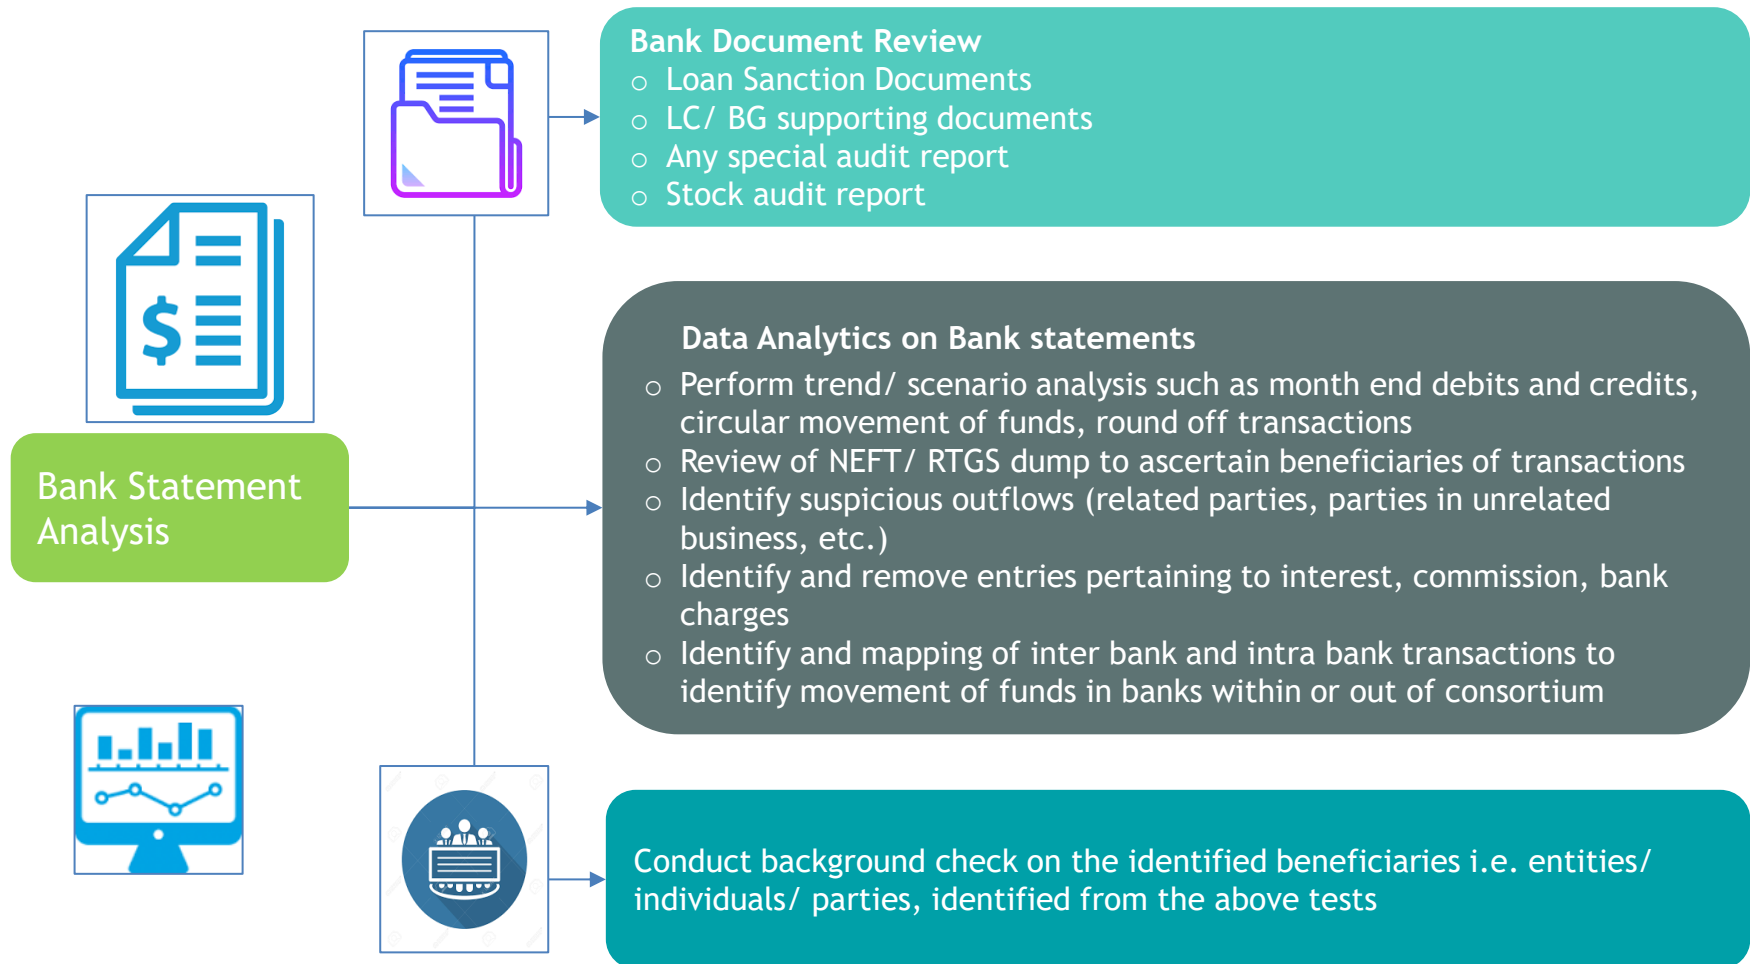 Bank Document Review
o Loan Sanction Documents
o LC/ BG supporting documents
o Any special audit report
o Stock audit report
$
Bank Statement
Analysis
Data Analytics on Bank statements
o Perform trend/ scenario analysis such as month end debits and credits,
circular movement of funds, round off transactions
o Review of NEFT/ RTGS dump to ascertain beneficiaries of transactions
o Identify suspicious outflows (related parties, parties in unrelated
business, etc.)
o Identify and remove entries pertaining to interest, commission, bank
charges
o Identify and mapping of inter bank and intra bank transactions to
identify movement of funds in banks within or out of consortium
Conduct background check on the identified beneficiaries i.e. entities/
individuals/ parties, identified from the above tests